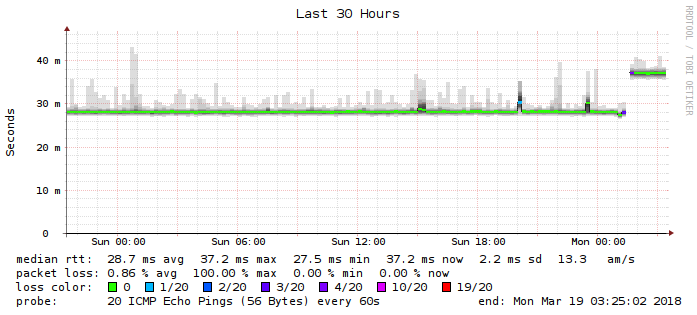 Last 30 Hours
RRDTOOL / TOBI OETIKER
Seconds
40 m
30 m
20 m
10 m
0
Sun 00:00 Sun 06:00 Sun 12:00 Sun 18:00 Mon 00:00
median rtt: 28.7 ms avg 37.2 ms max 27.5 ms min 37.2 ms now 2.2 ms sd 13.3 am/s
packet loss: 0.86 % avg 100.00 % max 0.00 % min 0.00 % now
loss color: 0 1/20 2/20 3/20 4/20 10/20 19/20
probe: 20 ICMP Echo Pings (56 Bytes) every 60s end: Mon Mar 19 03:25:02 2018